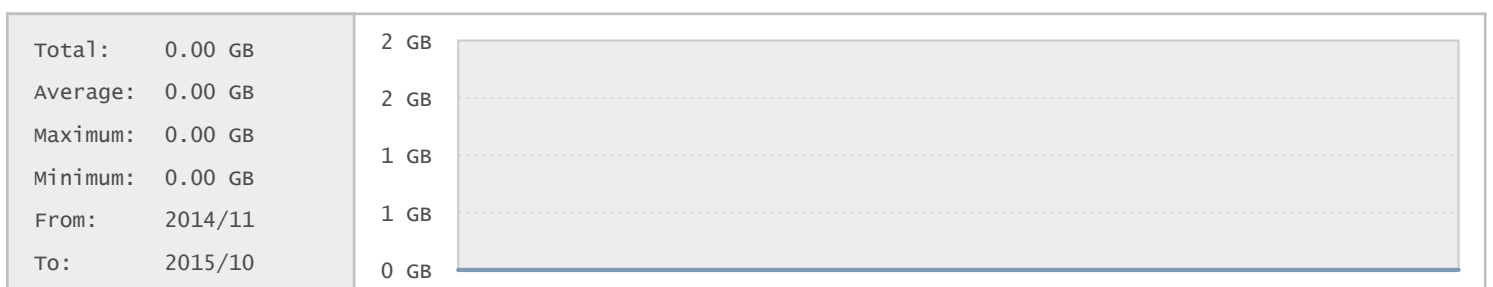 Total: 0.00 GB
Average: 0.00 GB
Maximum: 0.00 GB
Minimum: 0.00 GB
From: 2014/11
To: 2015/10
2 GB
2 GB
1 GB
1 GB
0 GB